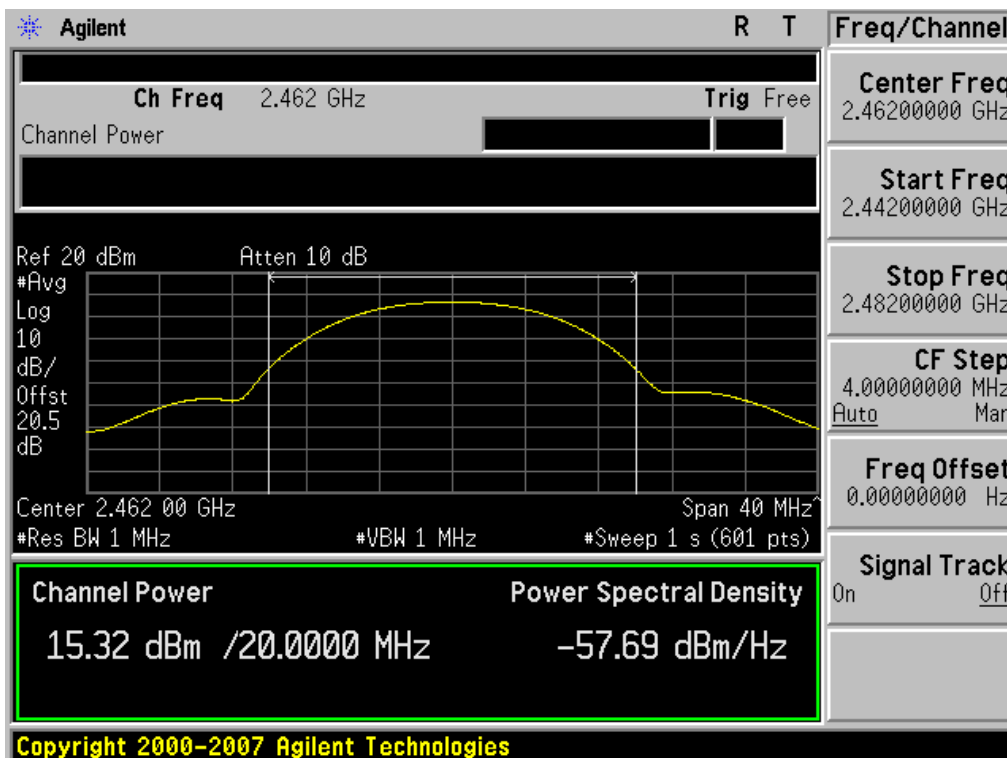 Agilent R T Freq/Channel
Ch Freq 2.462 GHz Trig Free
Channel Power
Ref 20 dBm Atten 10 dB
#Avg
Log
10
dB/
Offst
20.5
dB
Center 2.462 00 GHz Span 40 MHz^
#Res BW 1 MHz #VBW 1 MHz #Sweep 1 s (601 pts)
Channel Power Power Spectral Density
15.32 dBm /20.0000 MHz -57.69 dBm/Hz
Copyright 2000-2007 Agilent Technologies
Center Freq
2.46200000 GHz
Start Freq
2.44200000 GHz
Stop Freq
2.48200000 GHz
CF Step
4.00000000 MHz
Auto Man
Freq Offset
0.00000000 Hz
Signal Track
On Off